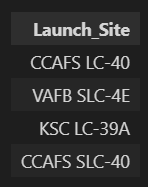 Launch_Site
CCAFS LC-40
VAFB SLC-4E
KSC LC-39A
CCAFS SLC-40